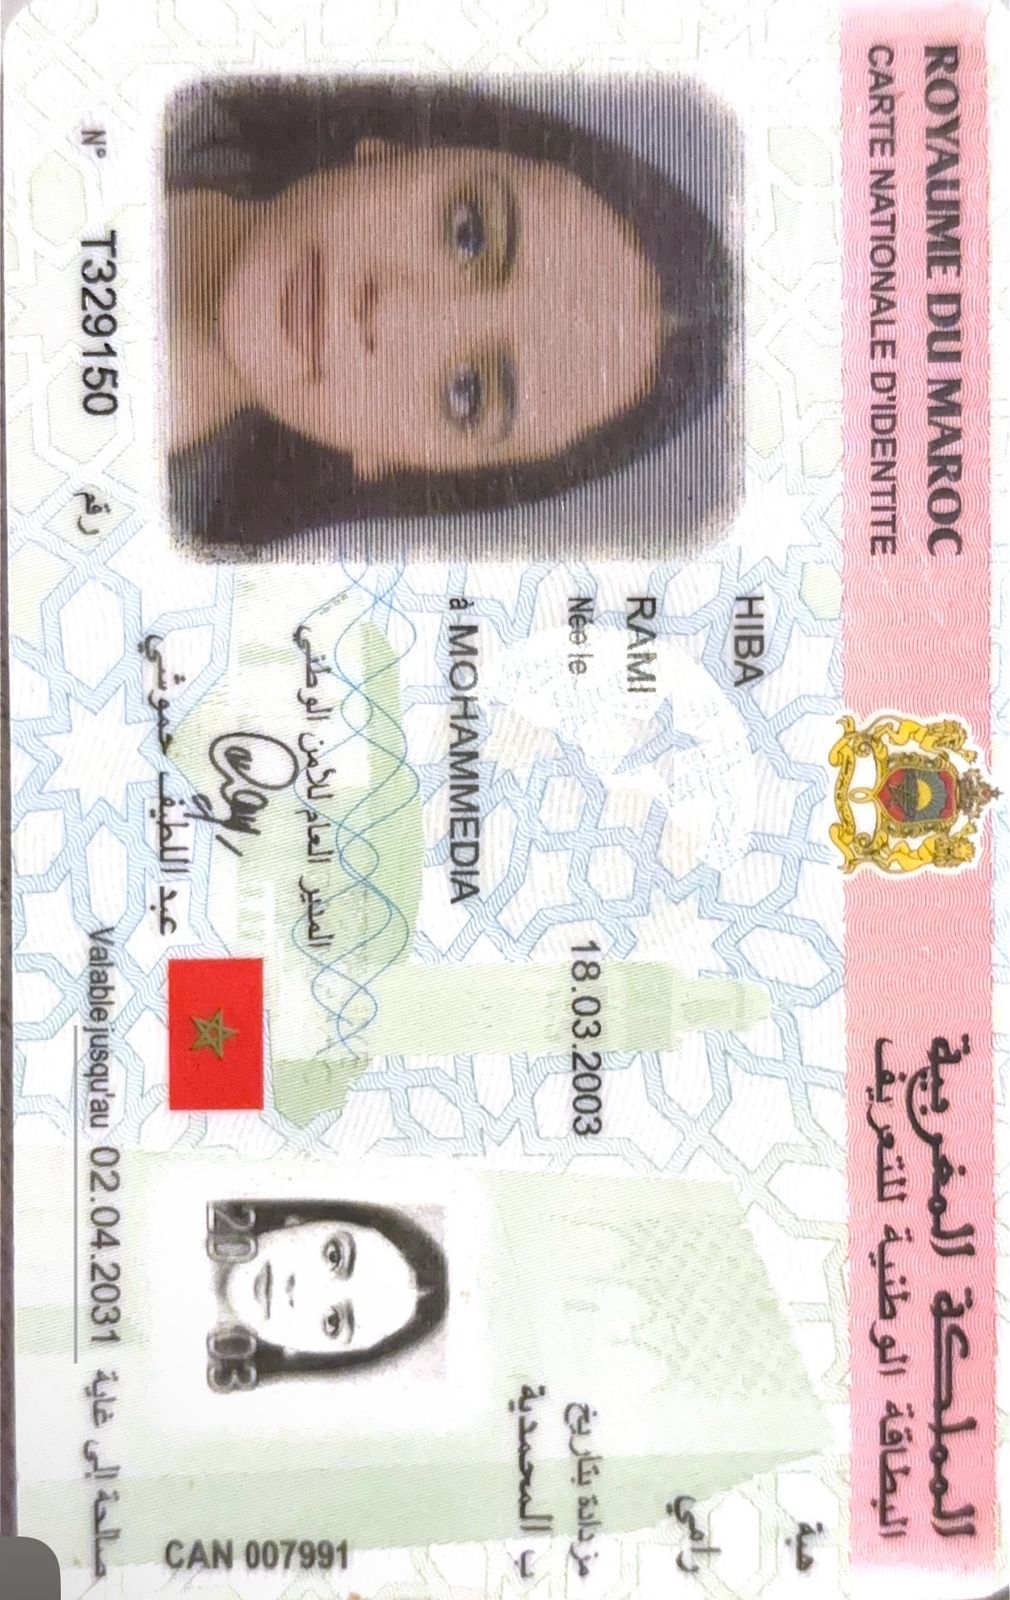 ROYAUME DU MAROC
المملكة المغربية
CARTE NATIONALE D'IDENTITE
البطاقة الوطنية للتعريف
هبة
HIBA
رامي
RAMI
Née le 18.03.2003 مزدادة بتاريخ
ب المحمدية
à MOHAMMEDIA
المدير العام للأمن الوطني
عبد اللطيف حموشي
20 03
CAN 007991
N° T329150 رقم
Valable jusqu'au 02.04.2031 صالحة إلى غاية